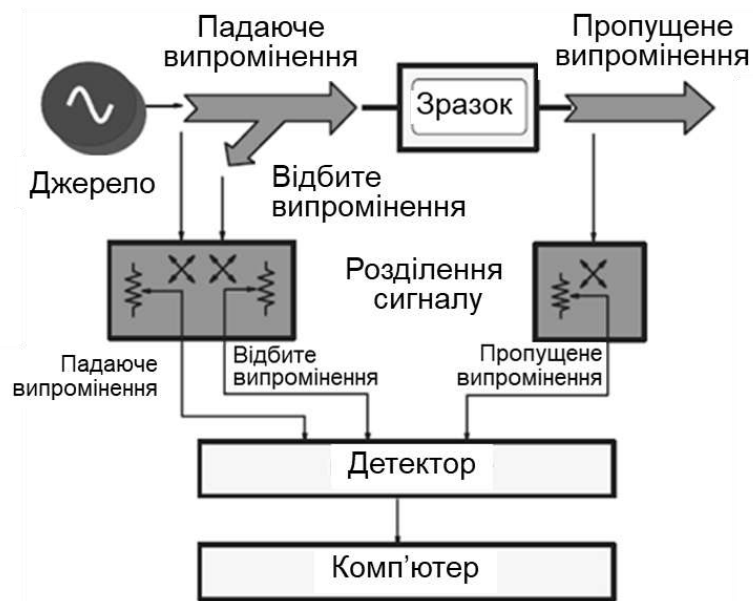 Падаюче
випромінення
Пропущене
випромінення
Зразок
Джерело
Відбите
випромінення
Розділення
сигналу
Падаюче
випромінення
Відбите
випромінення
Пропущене
випромінення
Детектор
Комп’ютер